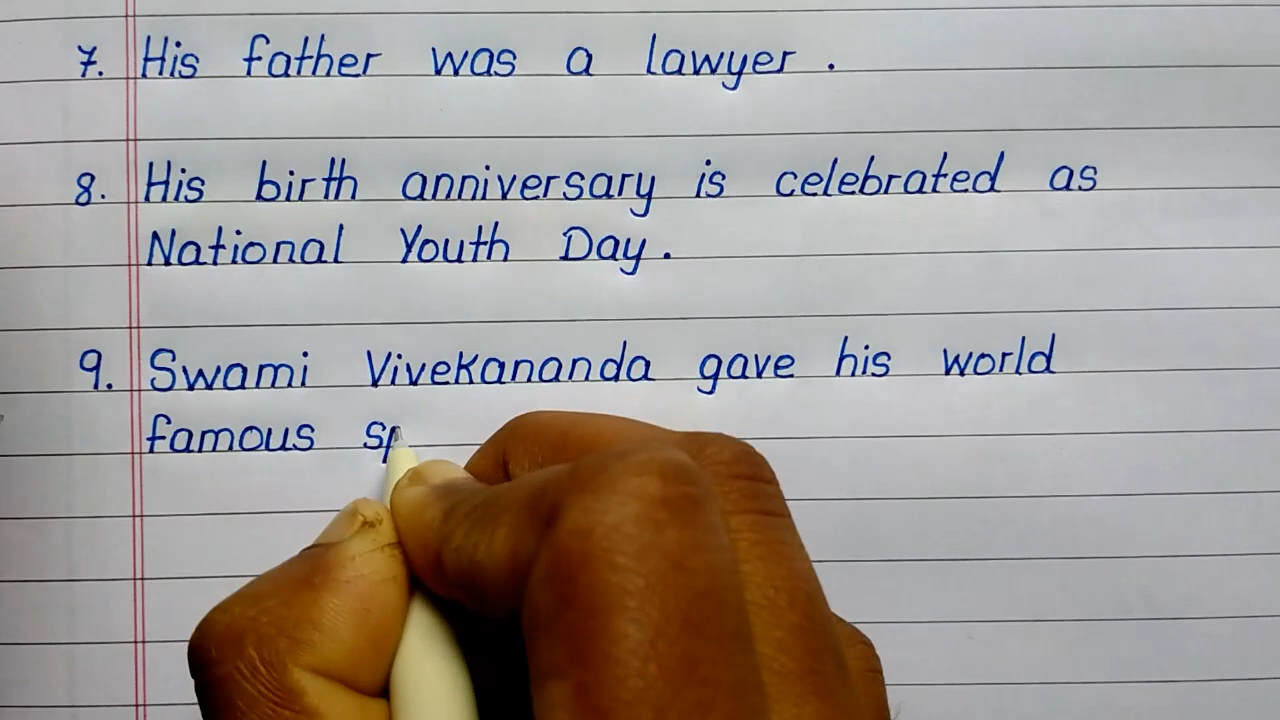 7. His father was a lawyer.
8. His birth anniversary is celebrated as
National Youth Day.
9. Swami Vivekananda gave his world
famous sp